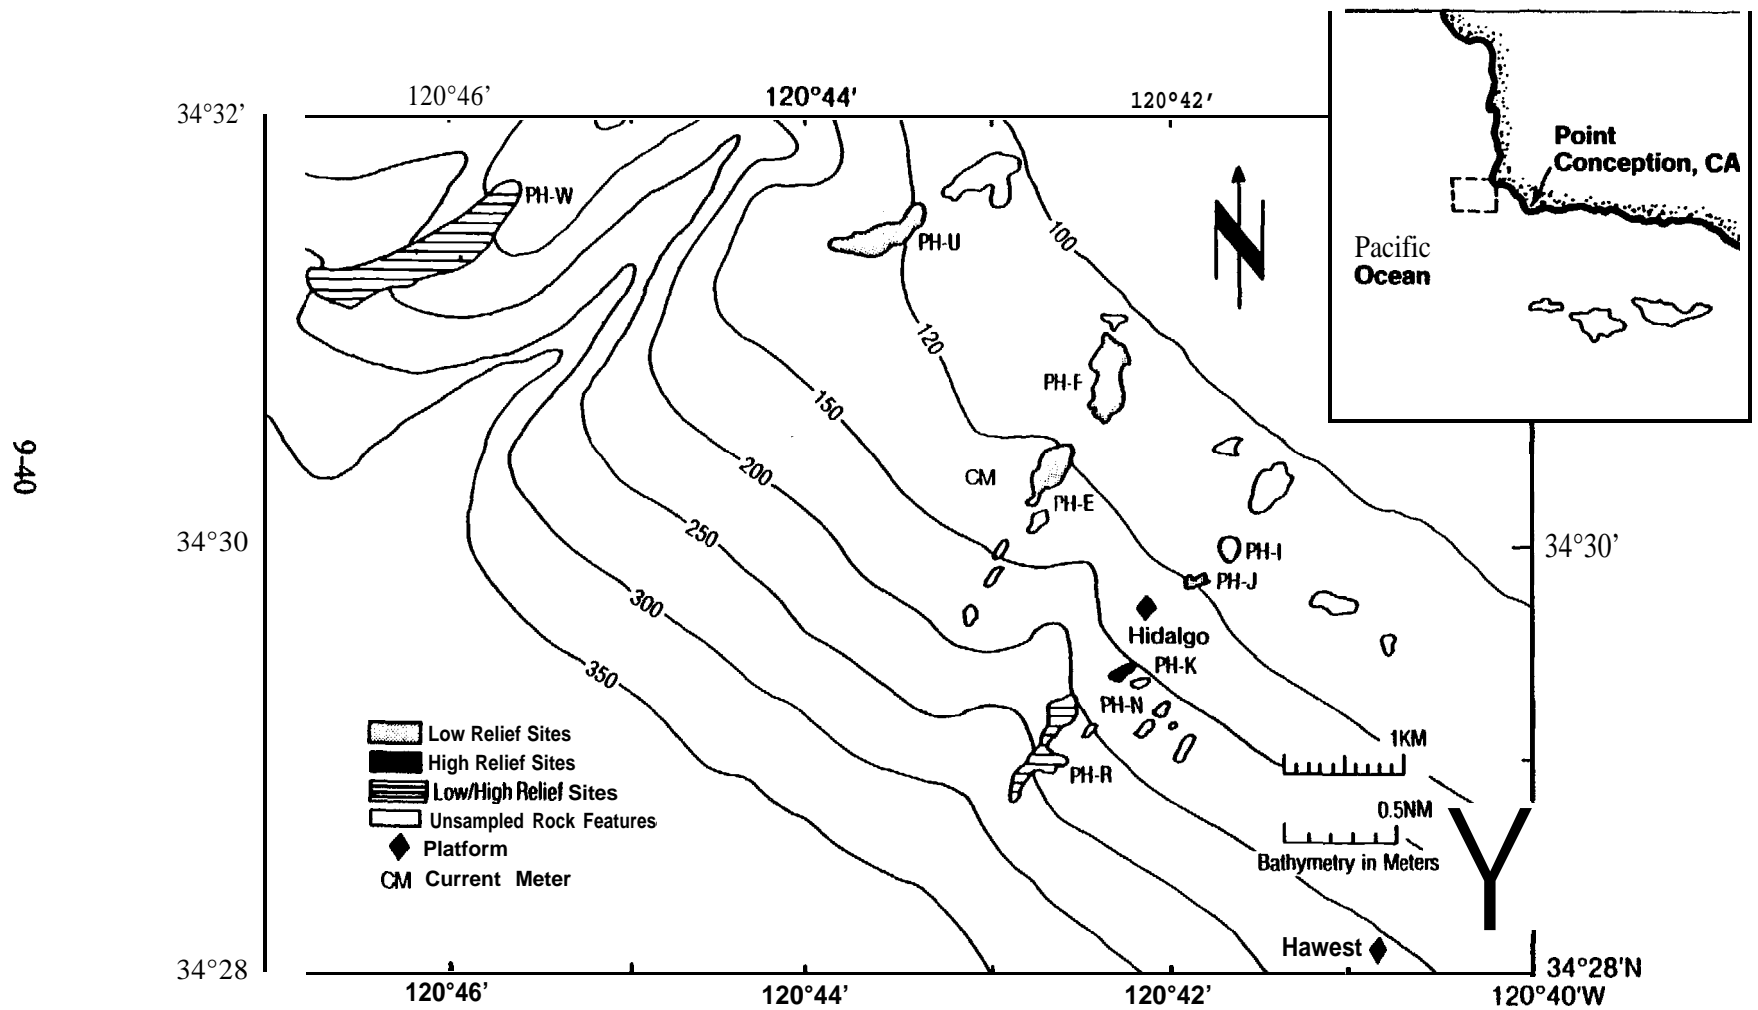 120°46’
120°44′
120°42′
34°32’
Point
Conception, CA
Pacific
Ocean
PH-W
PH-U
100
120
PH-F
150
CM
PH-E
200
250
9-40
34°30
34°30’
PH-I
PH-J
300
Hidalgo
PH-K
350
PH-N
PH-R
Low Relief Sites
High Relief Sites
Low/High Relief Sites
Unsampled Rock Features
Platform
CM Current Meter
1KM
0.5NM
Bathymetry in Meters
Y
Hawest
N
34°28
34°28′N
120°46’
120°44’
120°42’
120°40’W